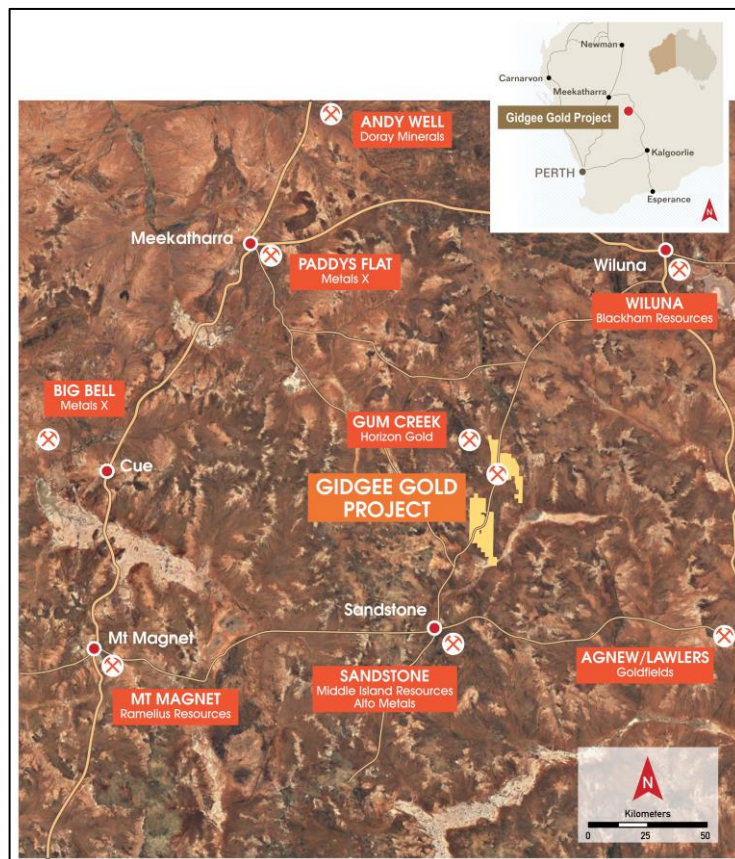 Newman
Carnarvon
Meekatharra
Gidgee Gold Project
Kalgoorlie
PERTH
Esperance
N
ANDY WELL
Doray Minerals
Meekatharra
PADDYS FLAT
Metals X
Wiluna
WILUNA
Blackham Resources
BIG BELL
Metals X
GUM CREEK
Horizon Gold
Cue
GIDGEE GOLD
PROJECT
Sandstone
Mt Magnet
AGNEW/LAWLERS
Goldfields
SANDSTONE
Middle Island Resources
Alto Metals
MT MAGNET
Ramelius Resources
N
Kilometers
0 25 50